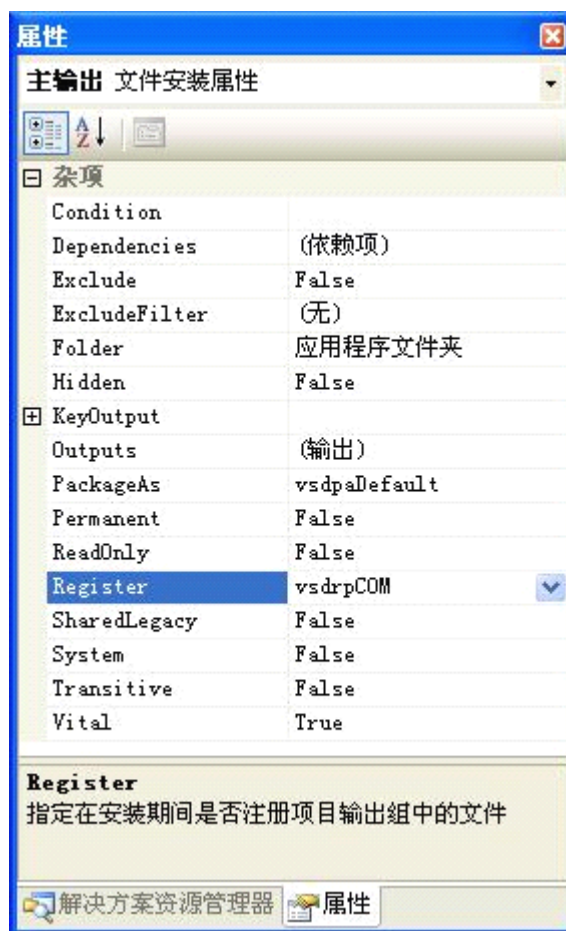 属性
主输出 文件安装属性
杂项
Condition
Dependencies (依赖项)
Exclude False
ExcludeFilter (无)
Folder 应用程序文件夹
Hidden False
KeyOutput
Outputs (输出)
PackageAs vsdpaDefault
Permanent False
ReadOnly False
Register vsdrpCOM
SharedLegacy False
System False
Transitive False
Vital True
Register
指定在安装期间是否注册项目输出组中的文件
解决方案资源管理器 属性